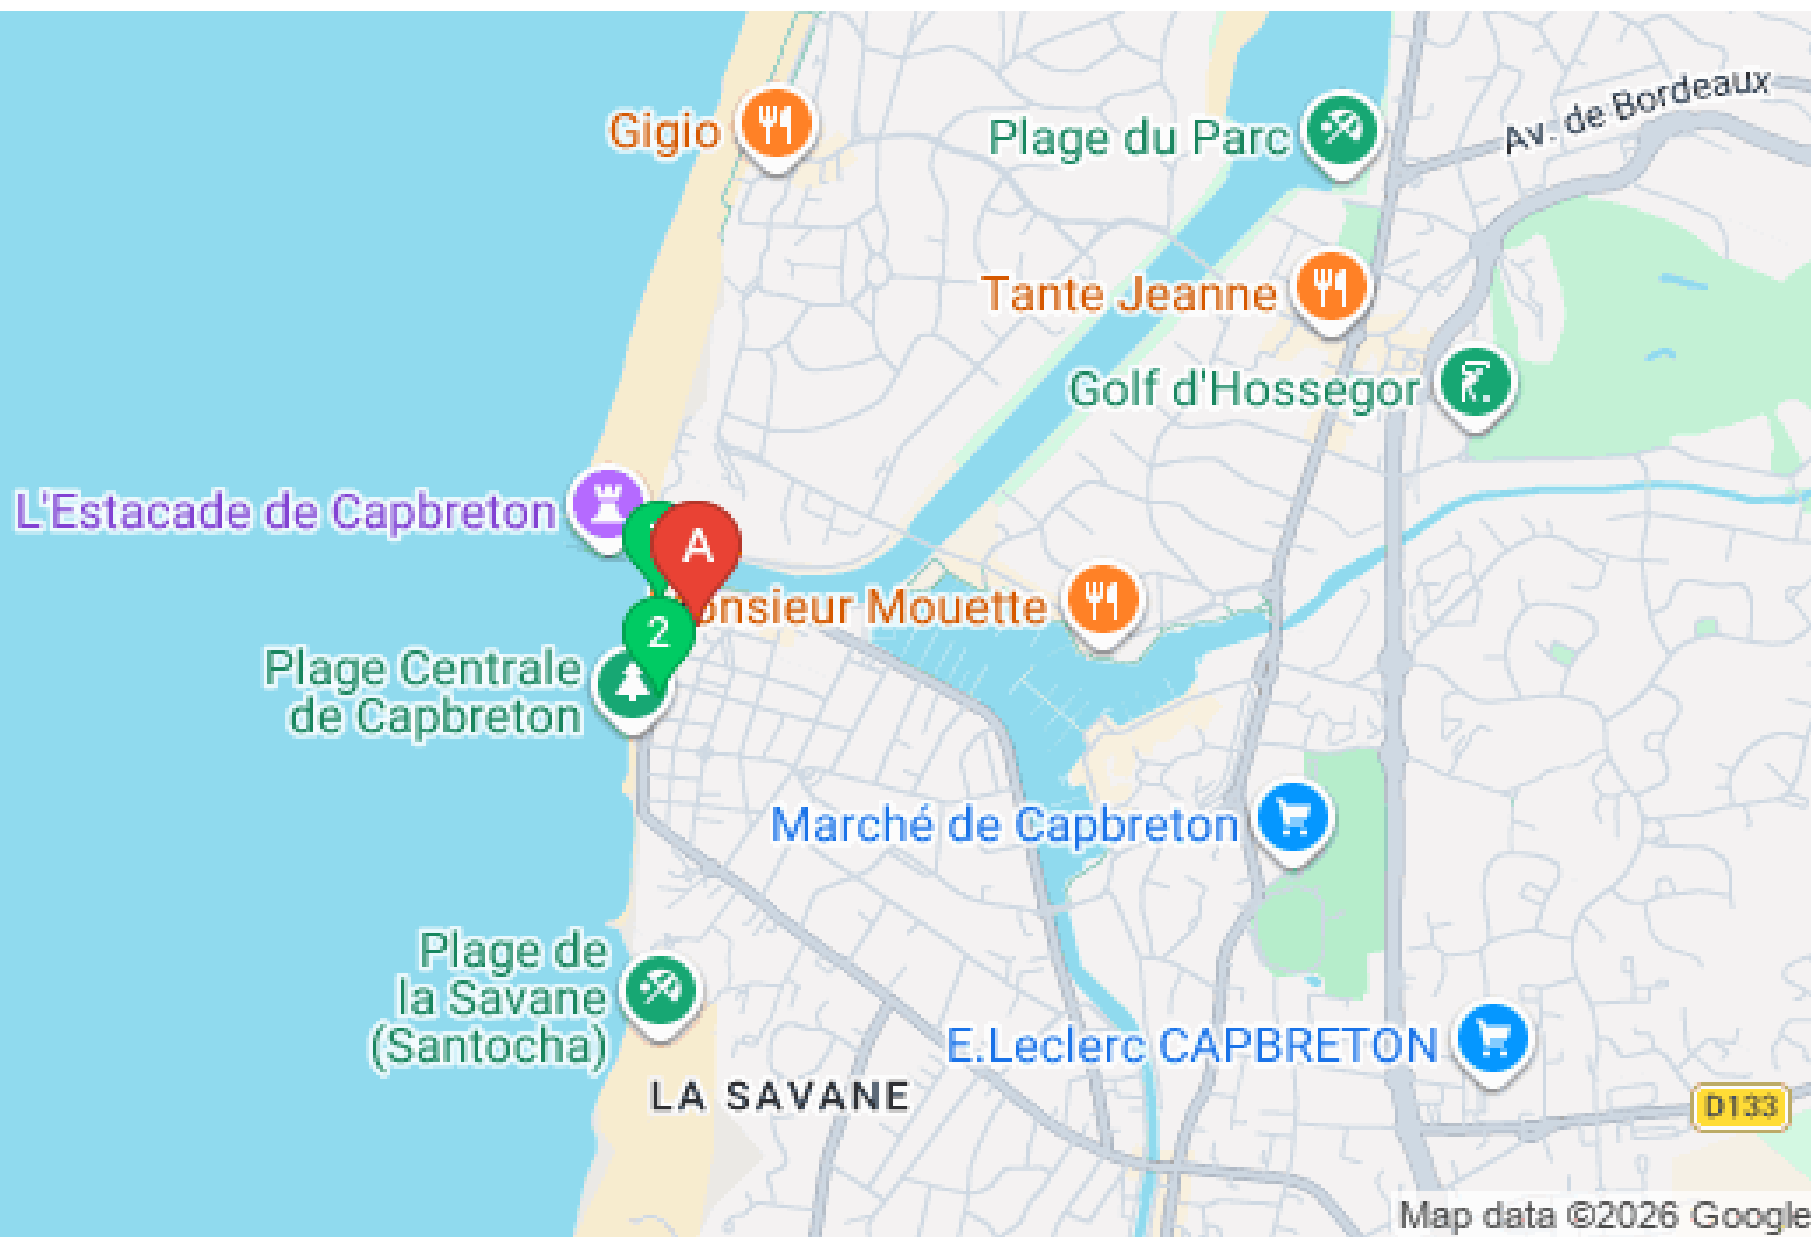 Av. de Bordeaux
Gigio
Plage du Parc
Tante Jeanne
Golf d'Hossegor
L'Estacade de Capbreton
A
onsieur Mouette
2
Plage Centrale
de Capbreton
Marché de Capbreton
Plage de
la Savane
(Santocha)
E.Leclerc CAPBRETON
LA SAVANE
D133
Map data ©2026 Google